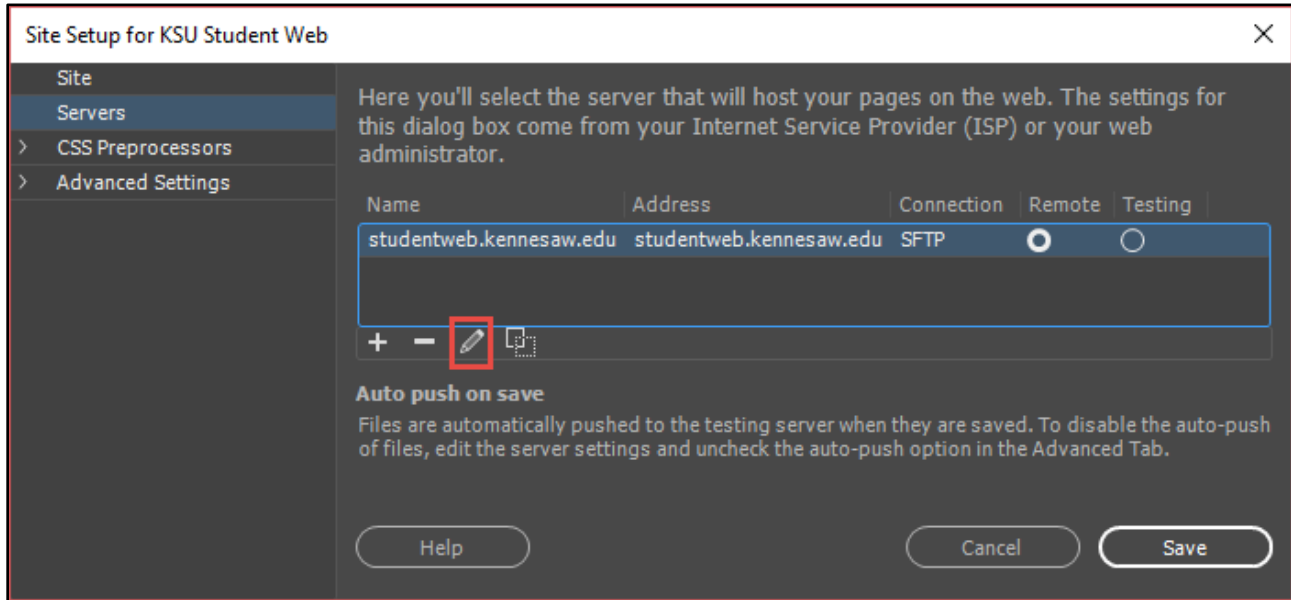 Site Setup for KSU Student Web
Site
Servers
CSS Preprocessors
Advanced Settings
Here you'll select the server that will host your pages on the web. The settings for
this dialog box come from your Internet Service Provider (ISP) or your web
administrator.
Name Address Connection Remote Testing
studentweb.kennesaw.edu studentweb.kennesaw.edu SFTP
Auto push on save
Files are automatically pushed to the testing server when they are saved. To disable the auto-push
of files, edit the server settings and uncheck the auto-push option in the Advanced Tab.
Help Cancel Save